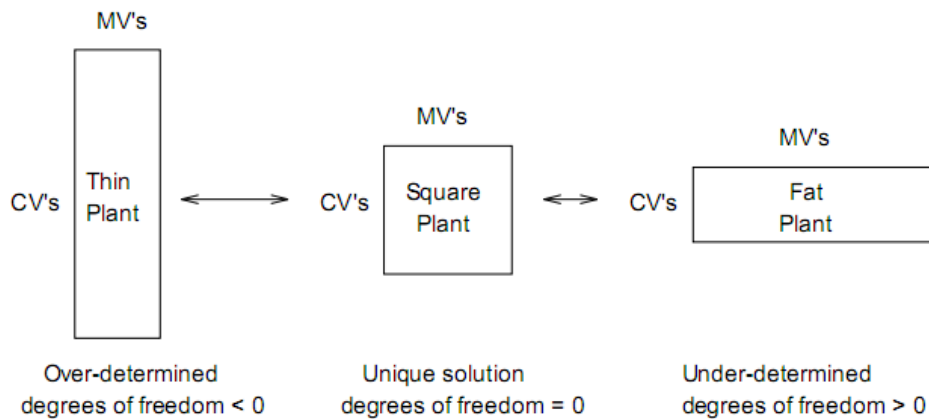 MV's
CV's
Thin
Plant
Over-determined
degrees of freedom < 0
MV's
CV's
Square
Plant
Unique solution
degrees of freedom = 0
MV's
CV's
Fat
Plant
Under-determined
degrees of freedom > 0